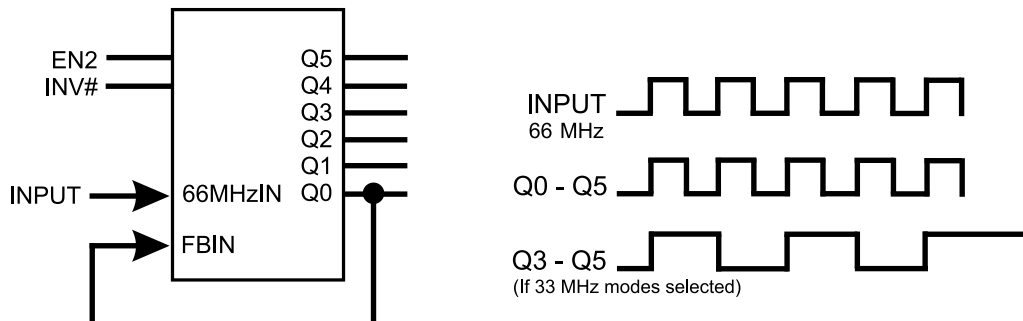 EN2
INV#
INPUT
66MHzIN
FBIN
Q5
Q4
Q3
Q2
Q1
Q0
INPUT
66 MHz
Q0 - Q5
Q3 - Q5
(If 33 MHz modes selected)